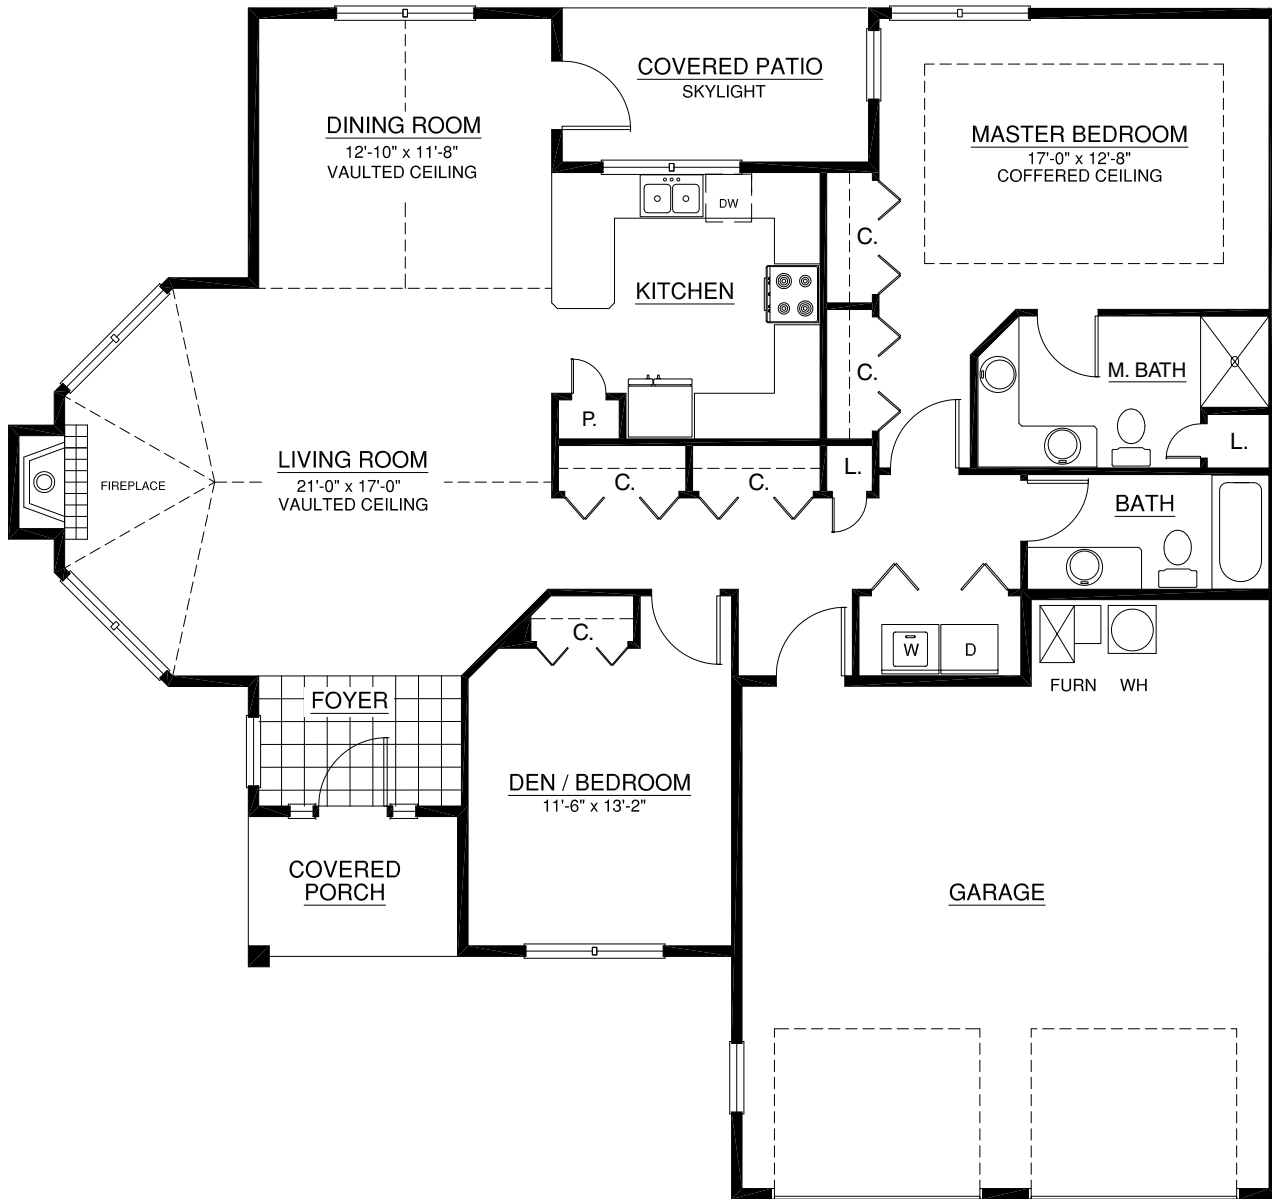 COVERED PATIO
SKYLIGHT
DINING ROOM
12'-10" x 11'-8"
VAULTED CEILING
MASTER BEDROOM
17'-0" x 12'-8"
COFFERED CEILING
DW
C.
KITCHEN
C.
M. BATH
P.
L.
LIVING ROOM
21'-0" x 17'-0"
VAULTED CEILING
FIREPLACE
C.
C.
L.
BATH
C.
W
D
FURN
WH
FOYER
DEN / BEDROOM
11'-6" x 13'-2"
COVERED
PORCH
GARAGE